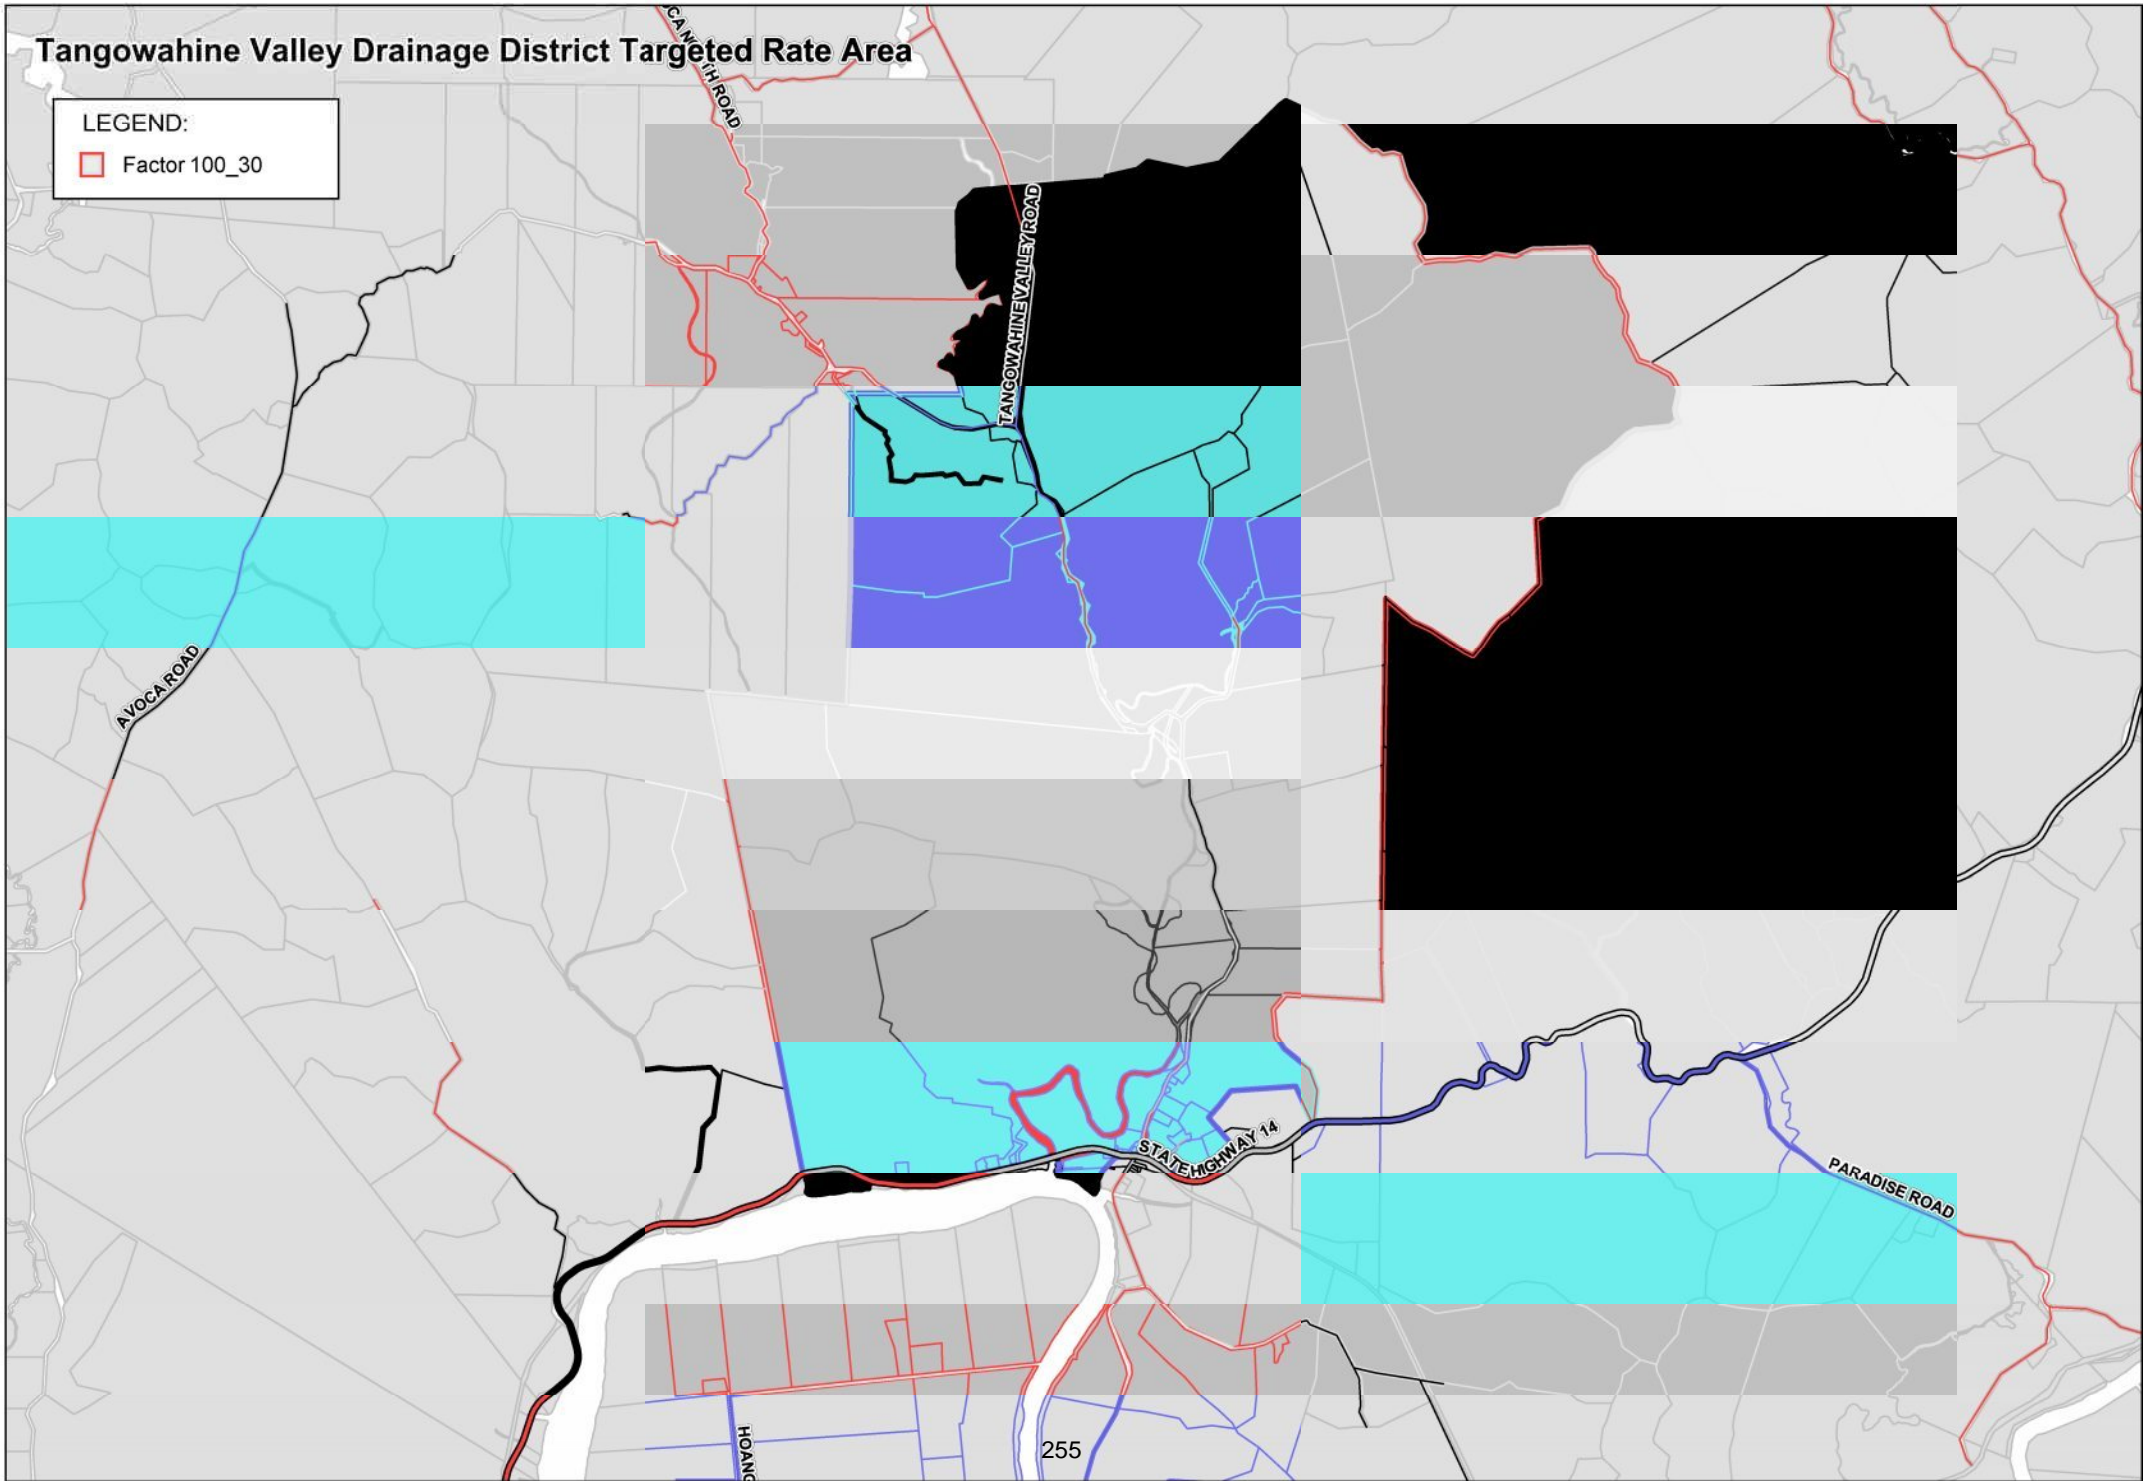 Tangowahine Valley Drainage District Targeted Rate Area
LEGEND:
Factor 100_30
TANGOWAHINE VALLEY ROAD
AVOCA ROAD
STATE HIGHWAY 14
PARADISE ROAD
255